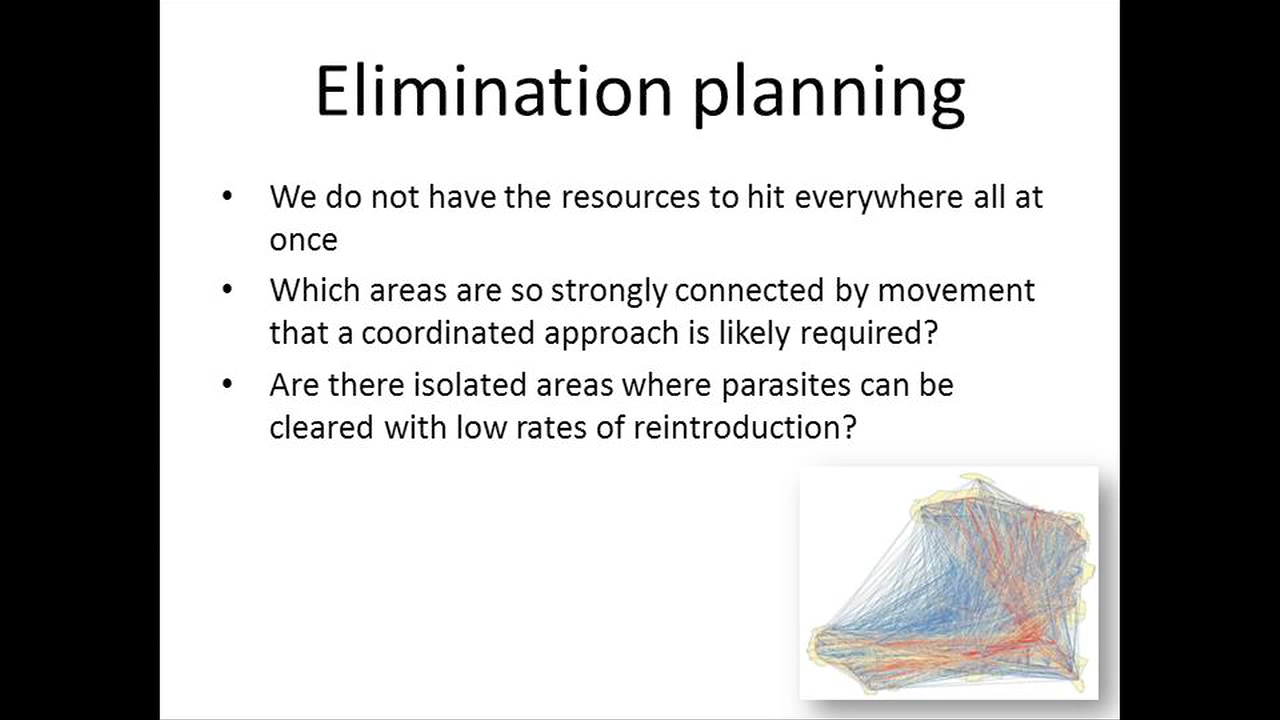 Elimination planning
• We do not have the resources to hit everywhere all at
once
• Which areas are so strongly connected by movement
that a coordinated approach is likely required?
• Are there isolated areas where parasites can be
cleared with low rates of reintroduction?